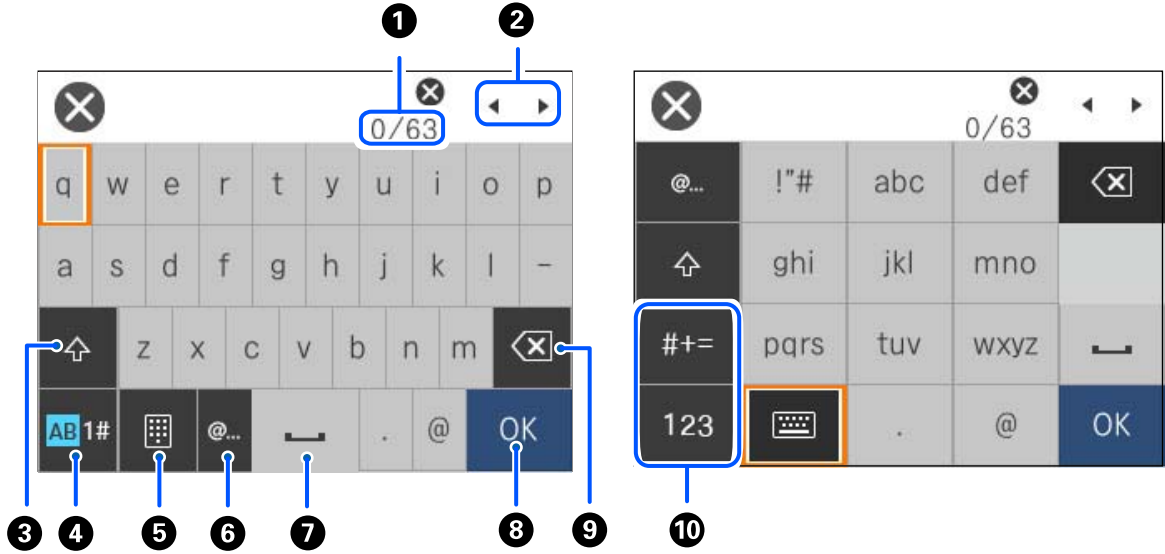 1 2
0/63
0/63
q w e r t y u i o p
@... !"# abc def
a s d f g h j k l -
ghi jkl mno
3 z x c v b n m 9
#+= pqrs tuv wxyz
AB 1# @... . @ OK
123 . @ OK
4 5 6 7 8 10